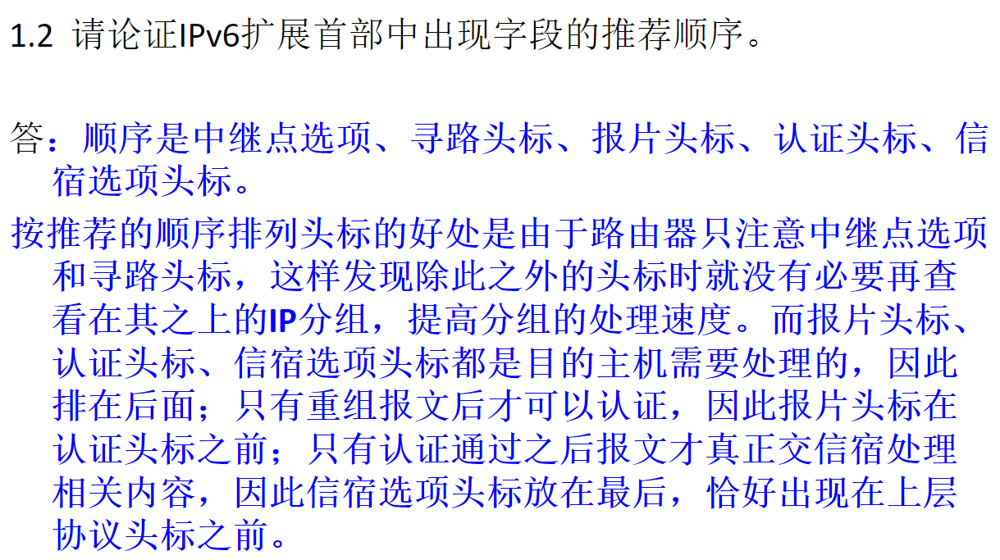 1.2 请论证IPv6扩展首部中出现字段的推荐顺序。
答：顺序是中继点选项、寻路头标、报片头标、认证头标、信
宿选项头标。
按推荐的顺序排列头标的好处是由于路由器只注意中继点选项
和寻路头标，这样发现除此之外的头标时就没有必要再查
看在其之上的IP分组，提高分组的处理速度。而报片头标、
认证头标、信宿选项头标都是目的主机需要处理的，因此
排在后面；只有重组报文后才可以认证，因此报片头标在
认证头标之前；只有认证通过之后报文才真正交信宿处理
相关内容，因此信宿选项头标放在最后，恰好出现在上层
协议头标之前。